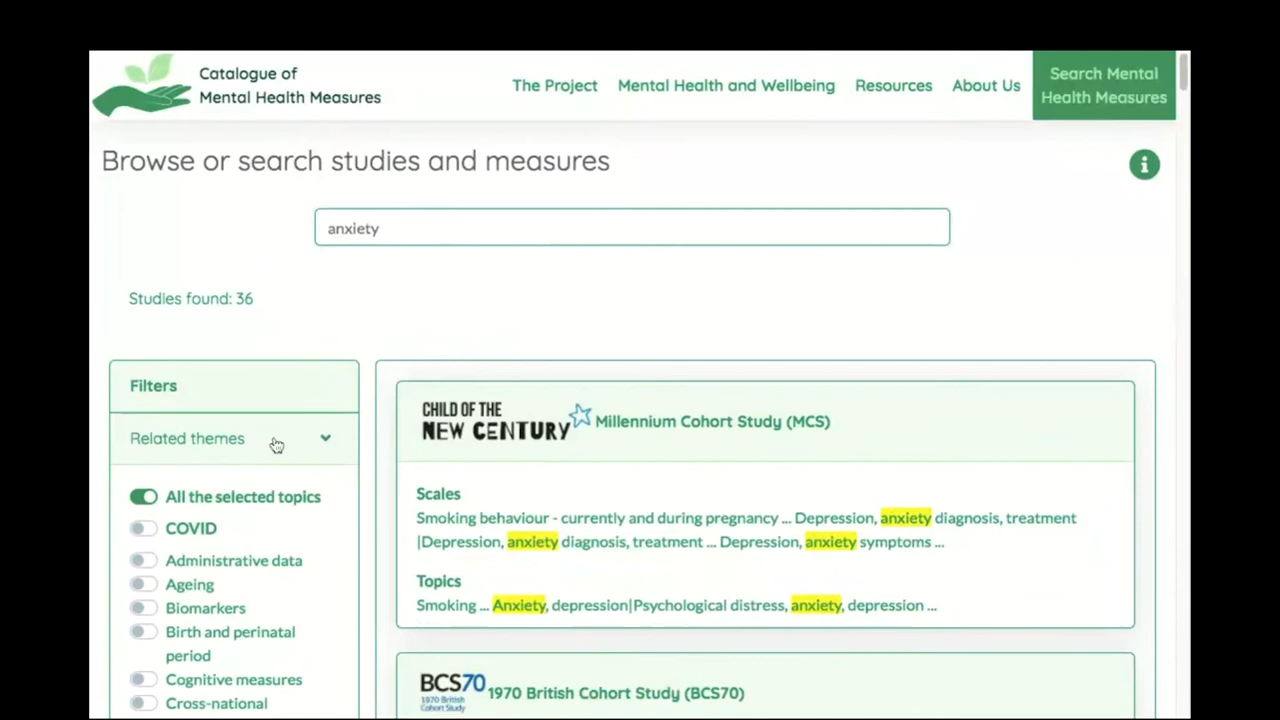 Catalogue of
Mental Health Measures
The Project
Mental Health and Wellbeing
Resources
About Us
Search Mental
Health Measures
Browse or search studies and measures
i
anxiety
Studies found: 36
Filters
Related themes
All the selected topics
COVID
Administrative data
Ageing
Biomarkers
Birth and perinatal
period
Cognitive measures
Cross-national
CHILD OF THE
NEW CENTURY
Millennium Cohort Study (MCS)
Scales
Smoking behaviour - currently and during pregnancy ... Depression, anxiety diagnosis, treatment
|Depression, anxiety diagnosis, treatment ... Depression, anxiety symptoms ...
Topics
Smoking ... Anxiety, depression|Psychological distress, anxiety, depression ...
BCS70
1970 British
Cohort Study
1970 British Cohort Study (BCS70)